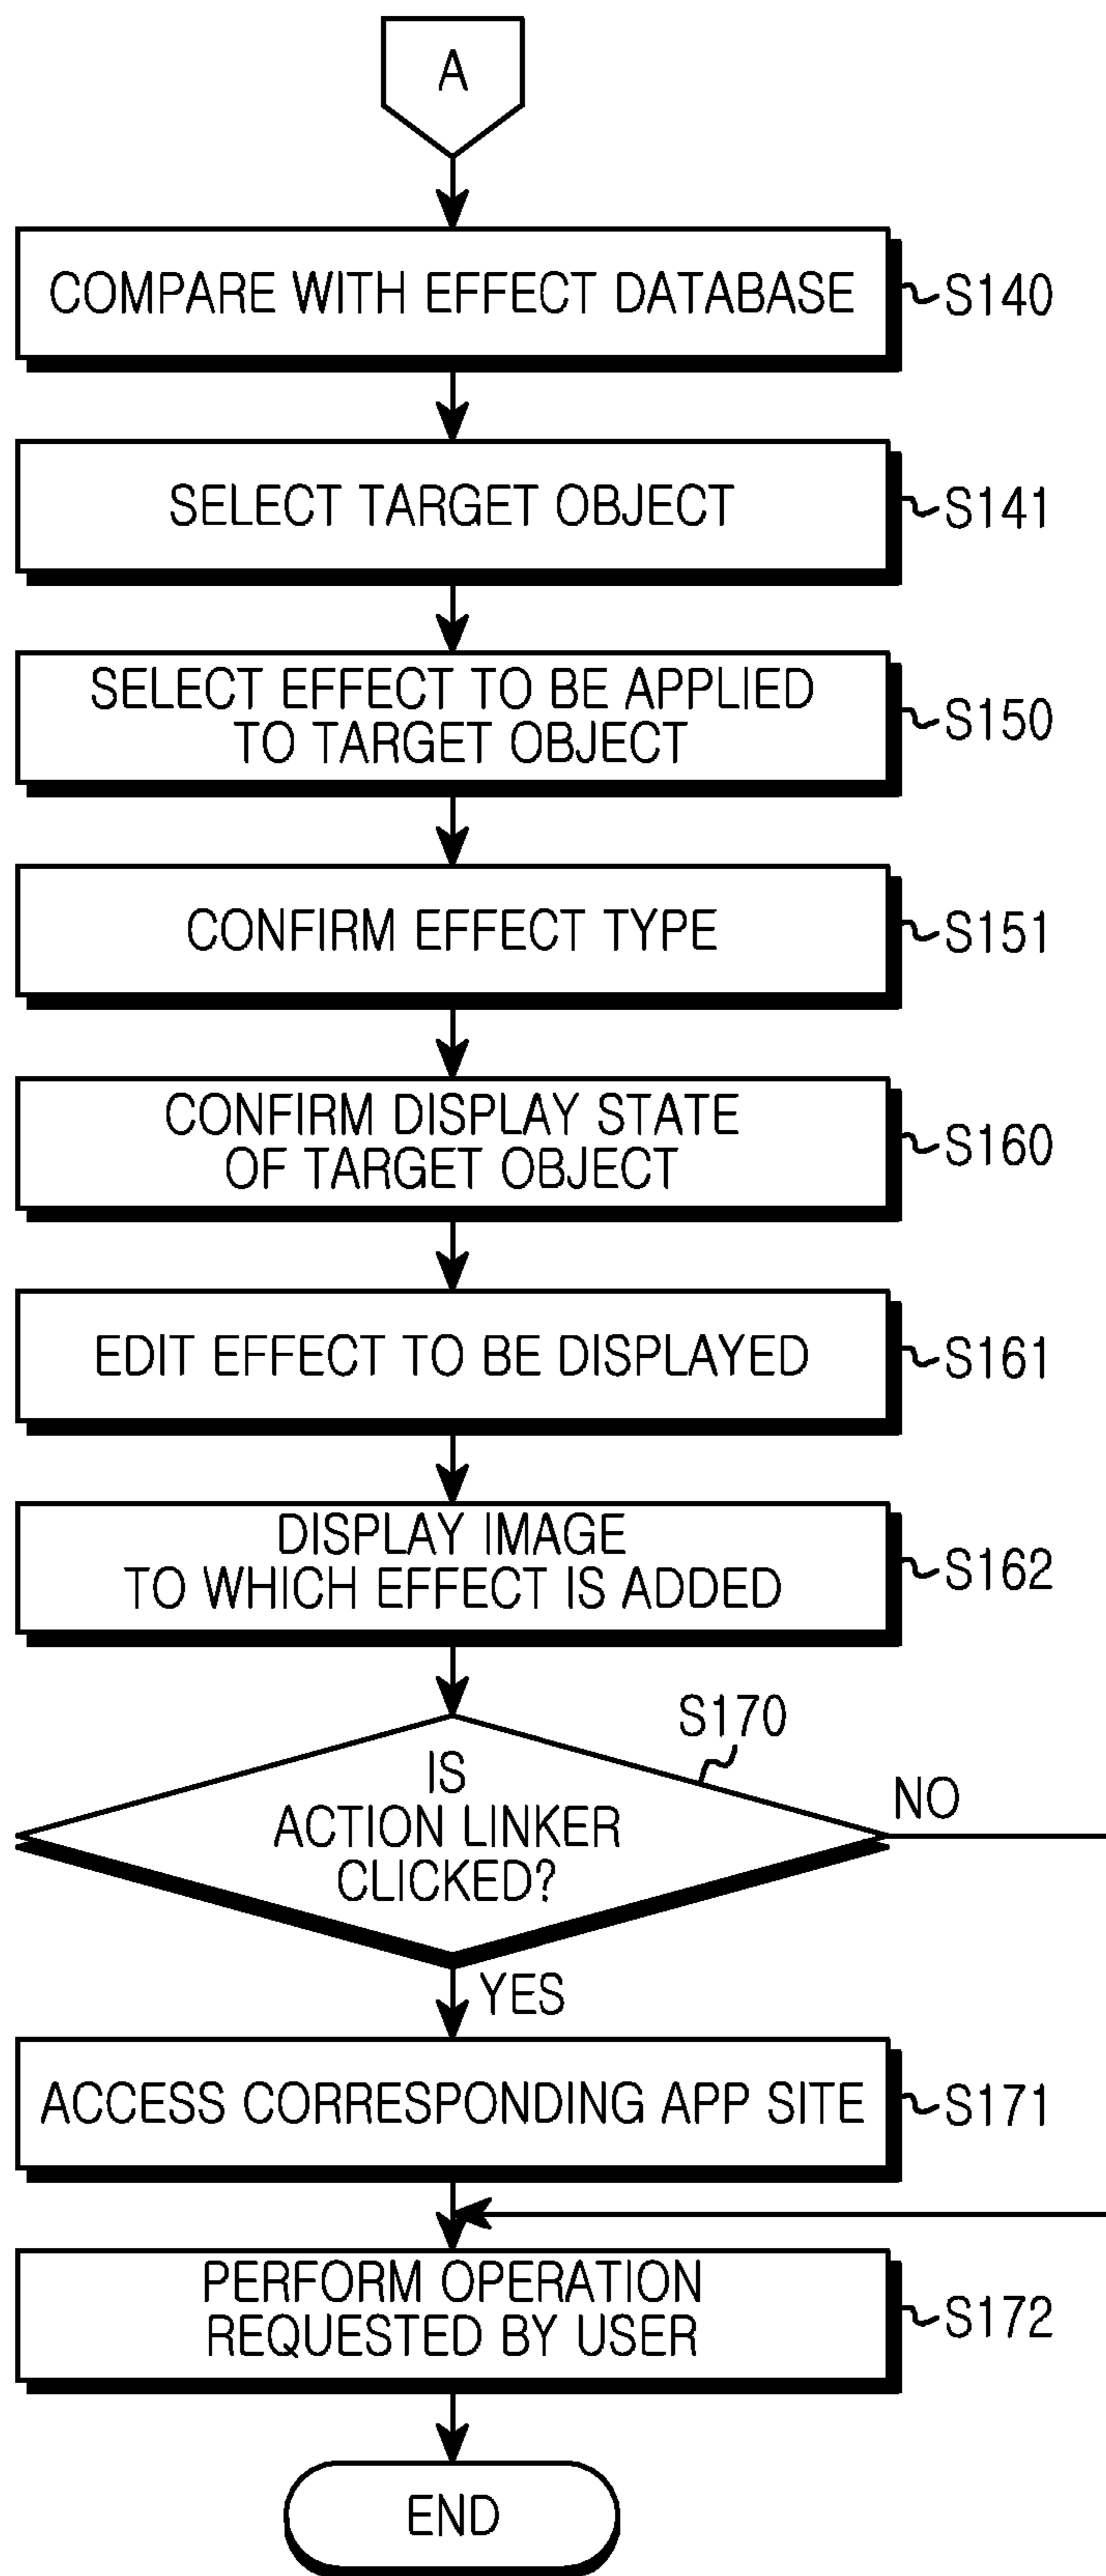 A
COMPARE WITH EFFECT DATABASE
S140
SELECT TARGET OBJECT
S141
SELECT EFFECT TO BE APPLIED
TO TARGET OBJECT
S150
CONFIRM EFFECT TYPE
S151
CONFIRM DISPLAY STATE
OF TARGET OBJECT
S160
EDIT EFFECT TO BE DISPLAYED
S161
DISPLAY IMAGE
TO WHICH EFFECT IS ADDED
S162
S170
IS
ACTION LINKER
CLICKED?
NO
YES
ACCESS CORRESPONDING APP SITE
S171
PERFORM OPERATION
REQUESTED BY USER
S172
END